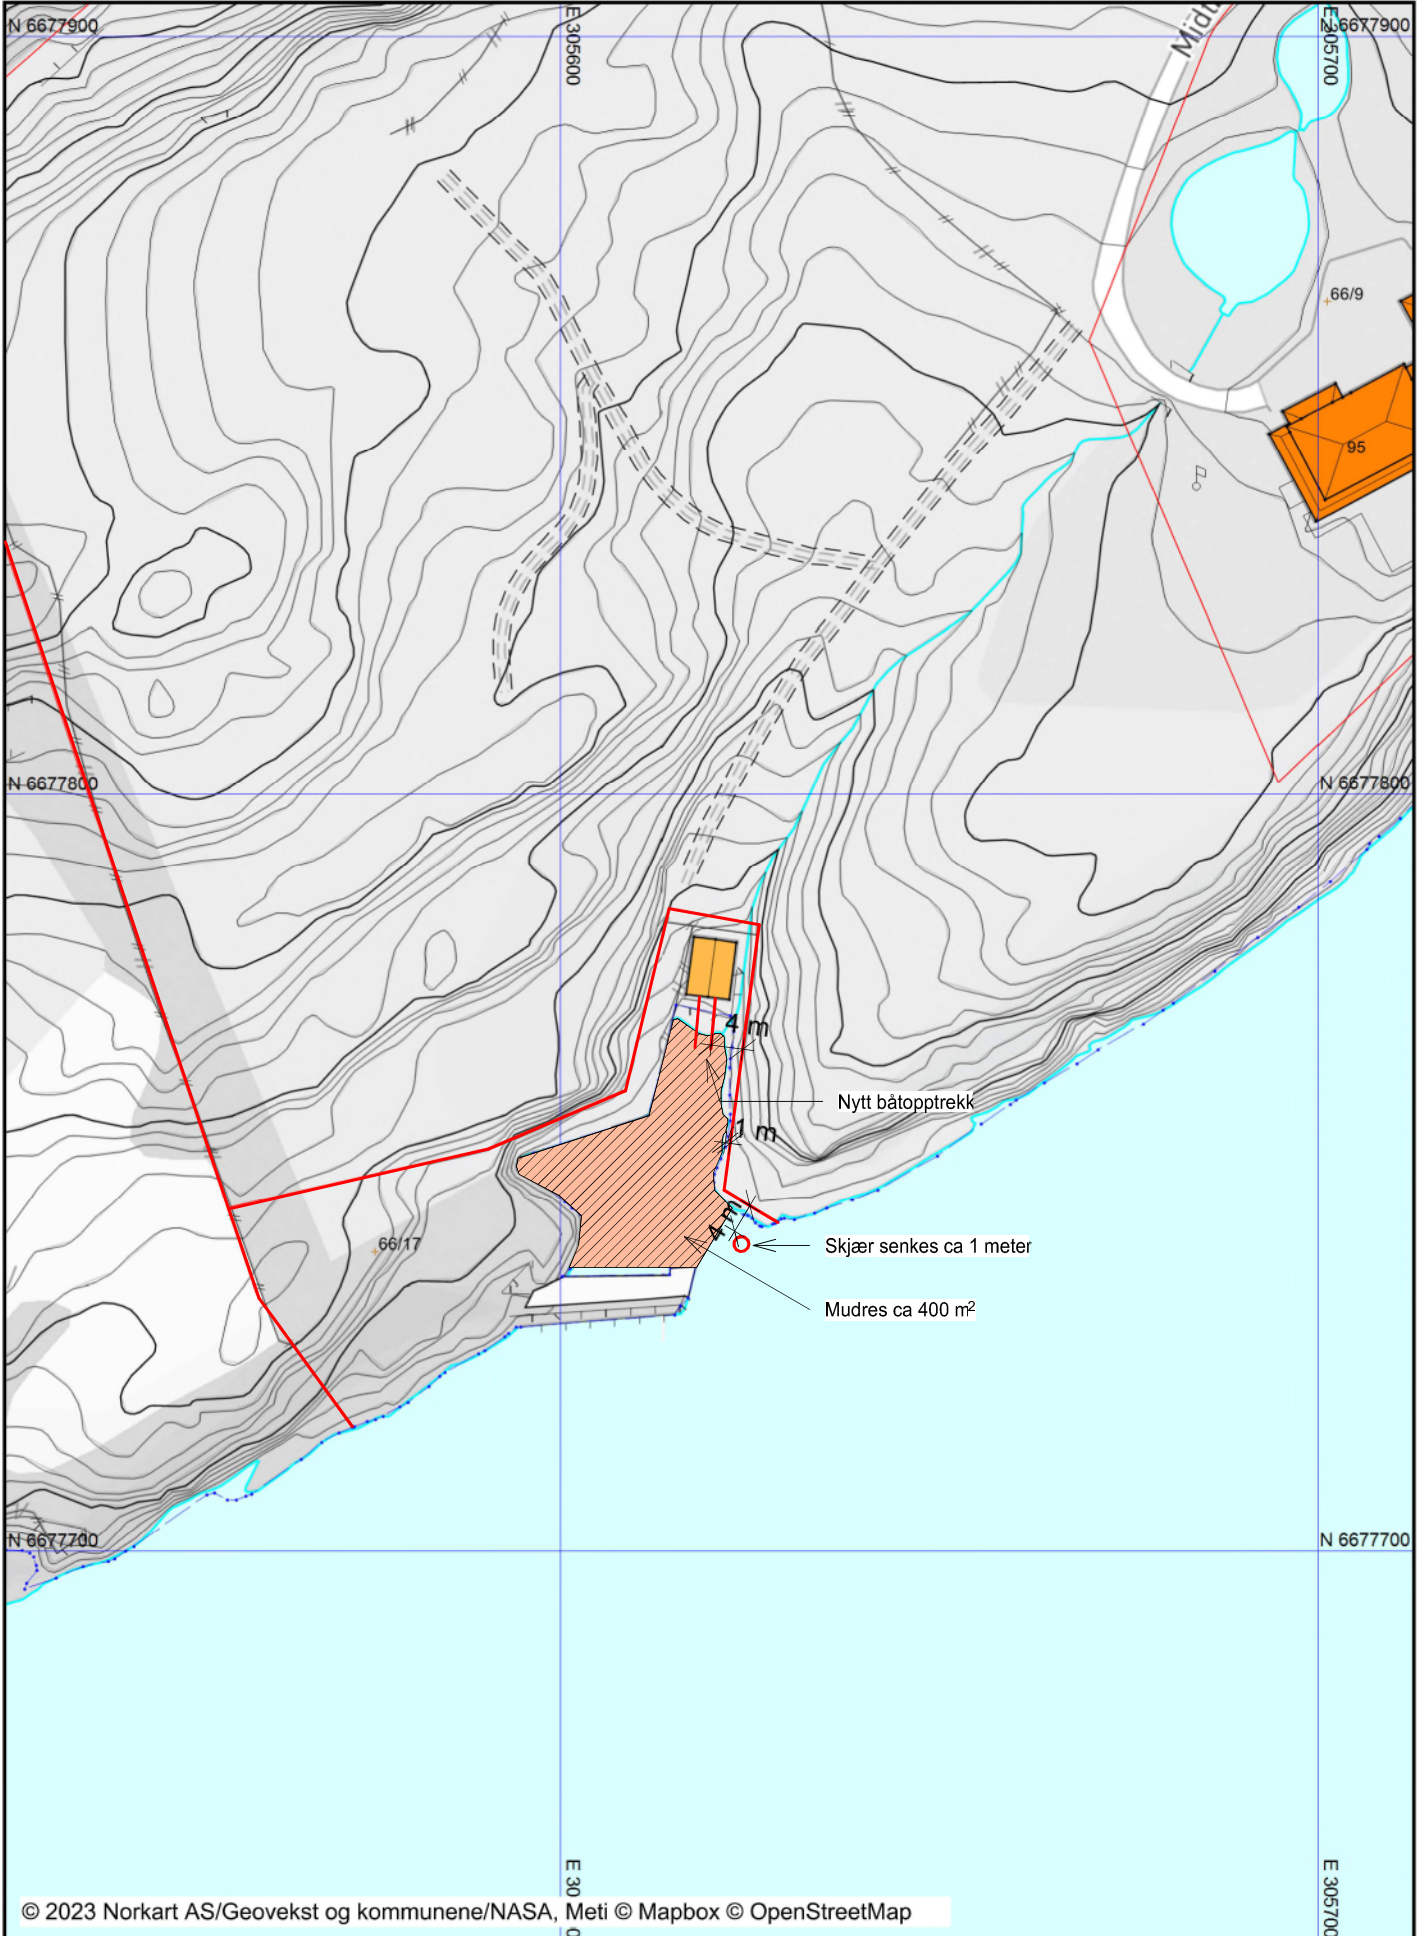 N 6677900
E 305600
Midt
N 6677900
E 305700
66/9
95
N 6677800
N 6677800
4 m
Nytt båtopptrekk
1 m
4 m
66/17
Skjær senkes ca 1 meter
Mudres ca 400 m²
N 6677700
N 6677700
E 30
E 305700
© 2023 Norkart AS/Geovekst og kommunene/NASA, Meti © Mapbox © OpenStreetMap